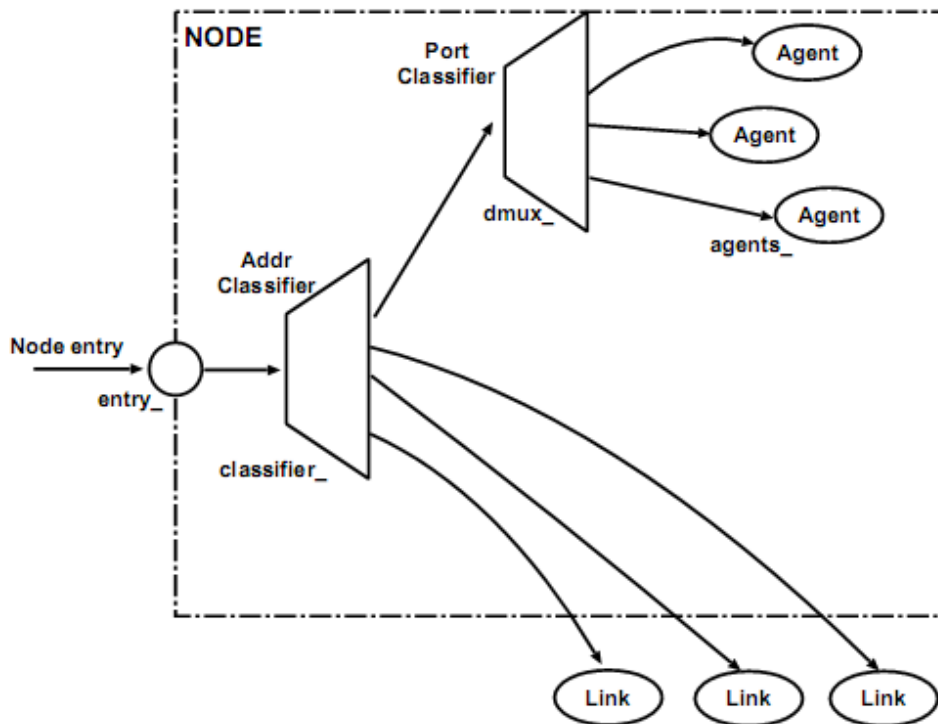 NODE
Port
Classifier
Agent
Agent
Agent
dmux_
agents_
Addr
Classifier
Node entry
entry_
classifier_
Link
Link
Link